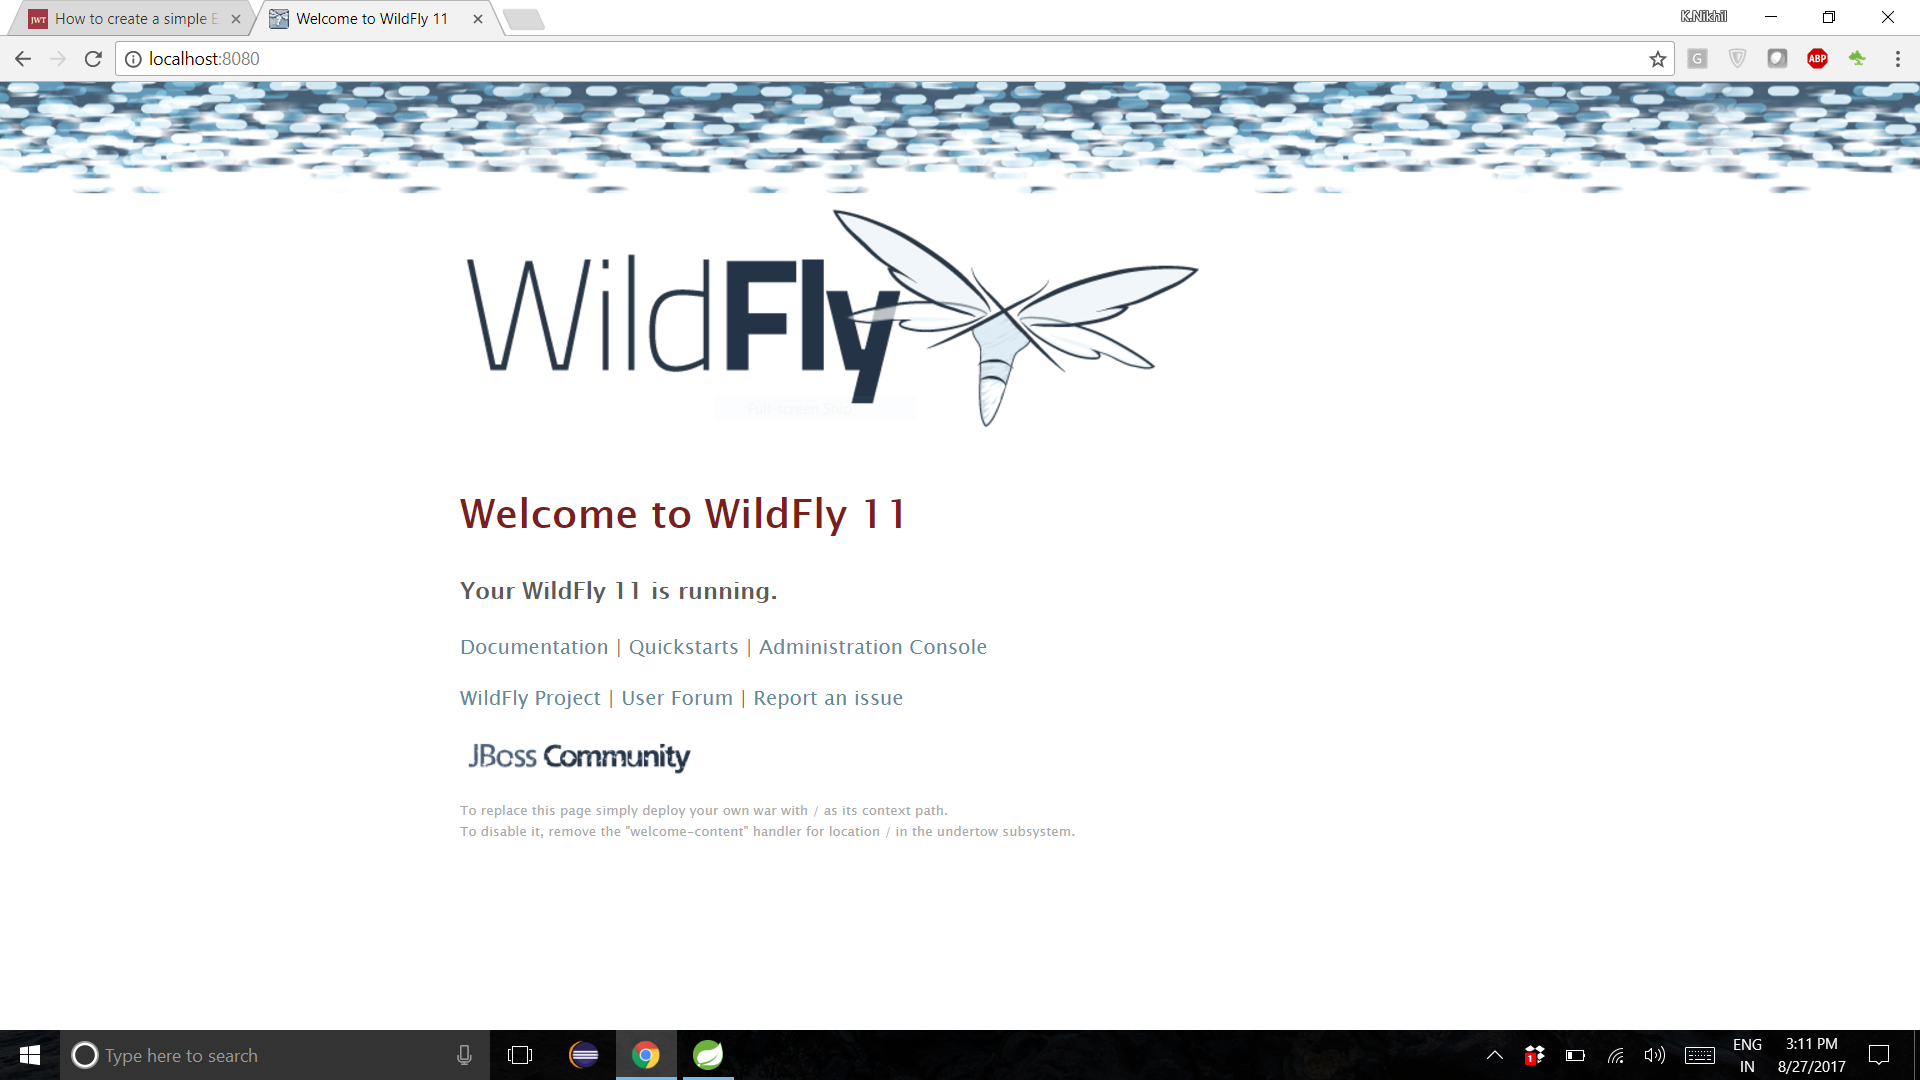 JWT How to create a simple E
Welcome to WildFly 11
K.Nikhil
localhost:8080
G
ABP
WildFly
Full-screen Snip
Welcome to WildFly 11
Your WildFly 11 is running.
Documentation | Quickstarts | Administration Console
WildFly Project | User Forum | Report an issue
JBoss Community
To replace this page simply deploy your own war with / as its context path.
To disable it, remove the "welcome-content" handler for location / in the undertow subsystem.
Type here to search
1
ENG
IN
3:11 PM
8/27/2017